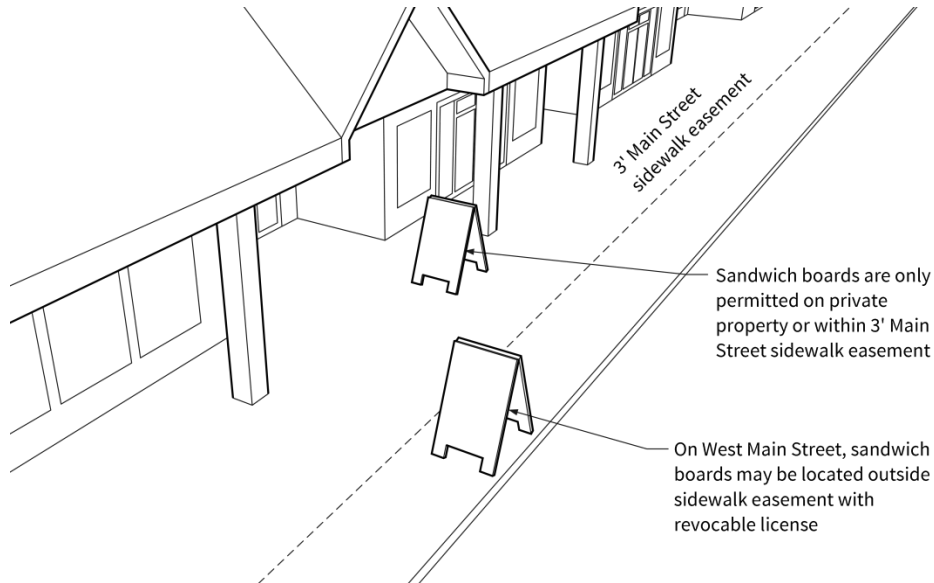 3' Main Street
sidewalk easement
Sandwich boards are only
permitted on private
property or within 3' Main
Street sidewalk easement
On West Main Street, sandwich
boards may be located outside
sidewalk easement with
revocable license